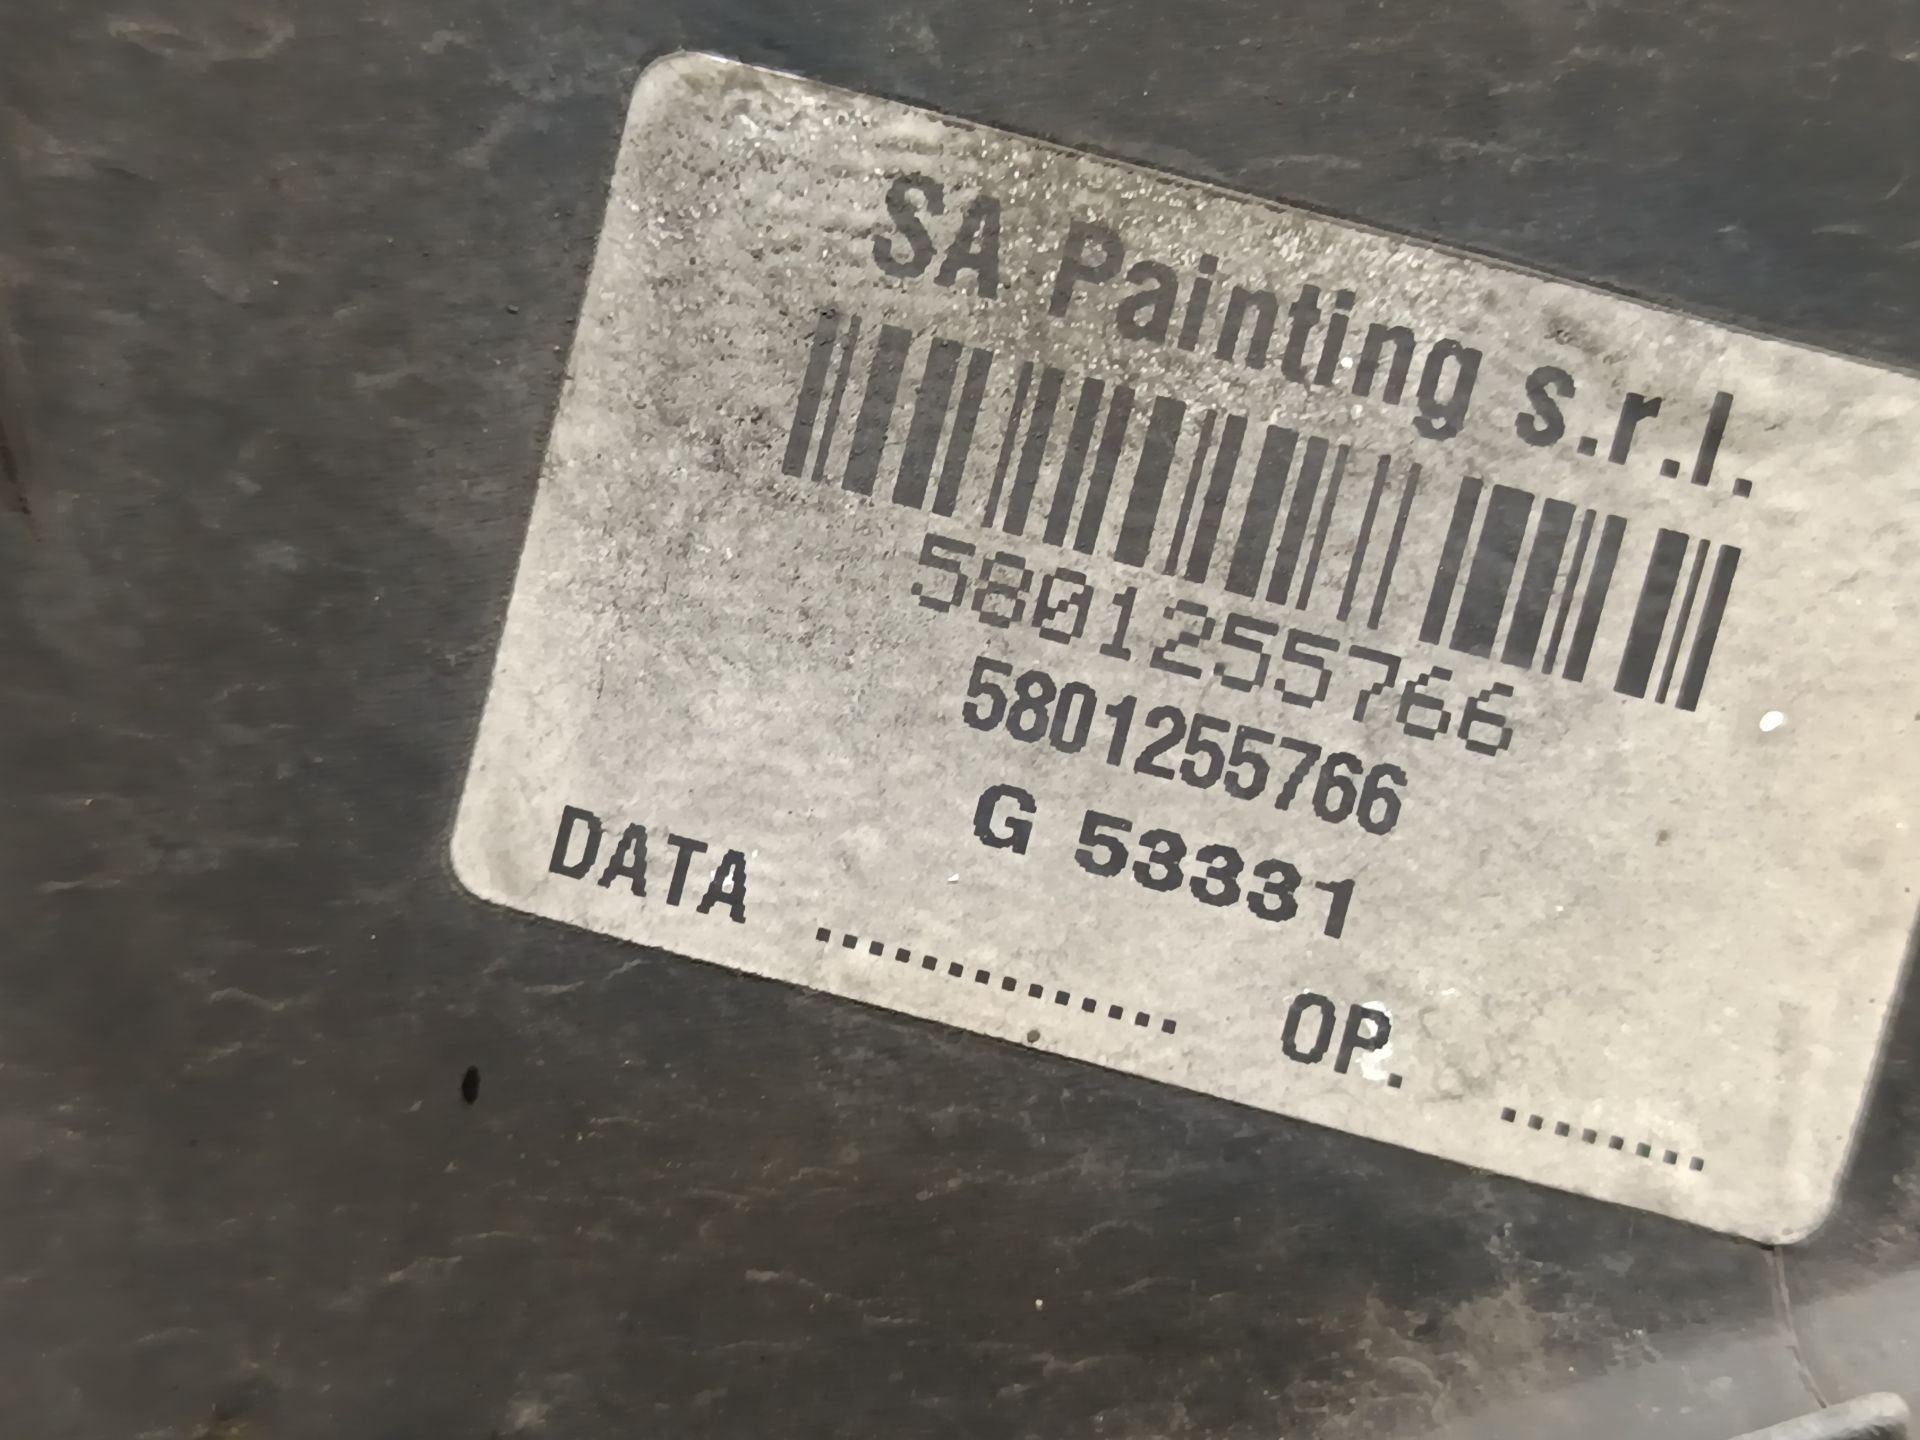 SA Painting s.r.l.
5801255766
5801255766
G 53331
DATA .............. OP. ........